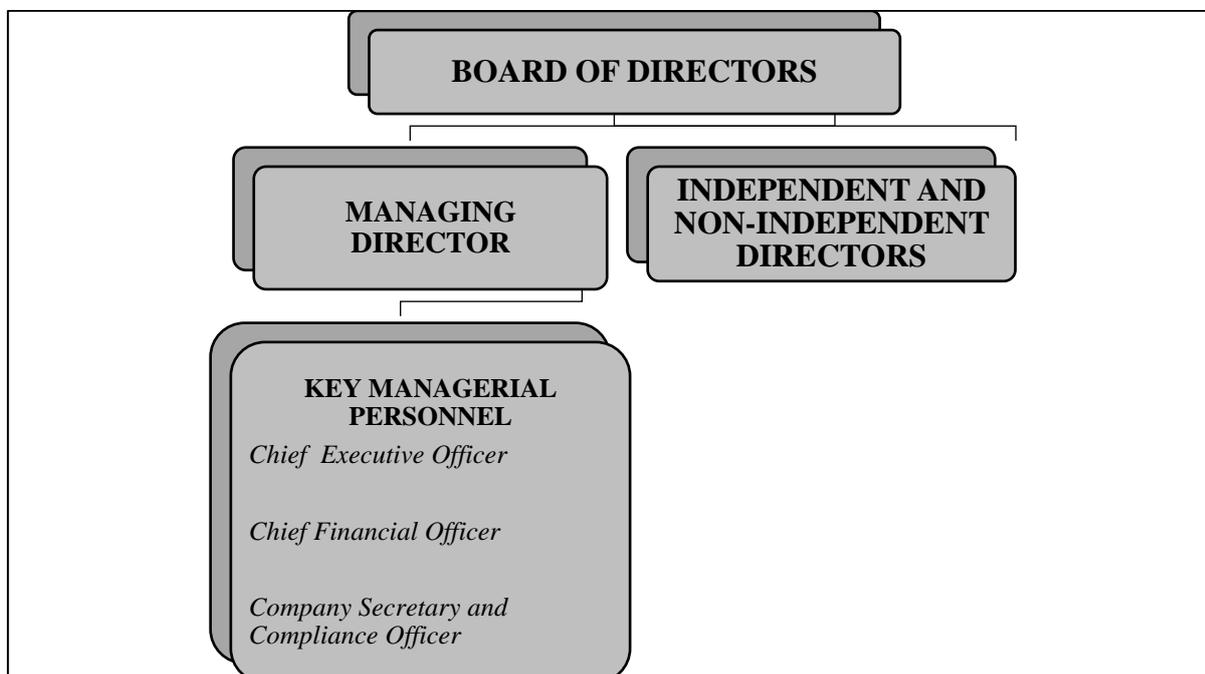 BOARD OF DIRECTORS
MANAGING
DIRECTOR
INDEPENDENT AND
NON-INDEPENDENT
DIRECTORS
KEY MANAGERIAL
PERSONNEL
Chief Executive Officer
Chief Financial Officer
Company Secretary and
Compliance Officer